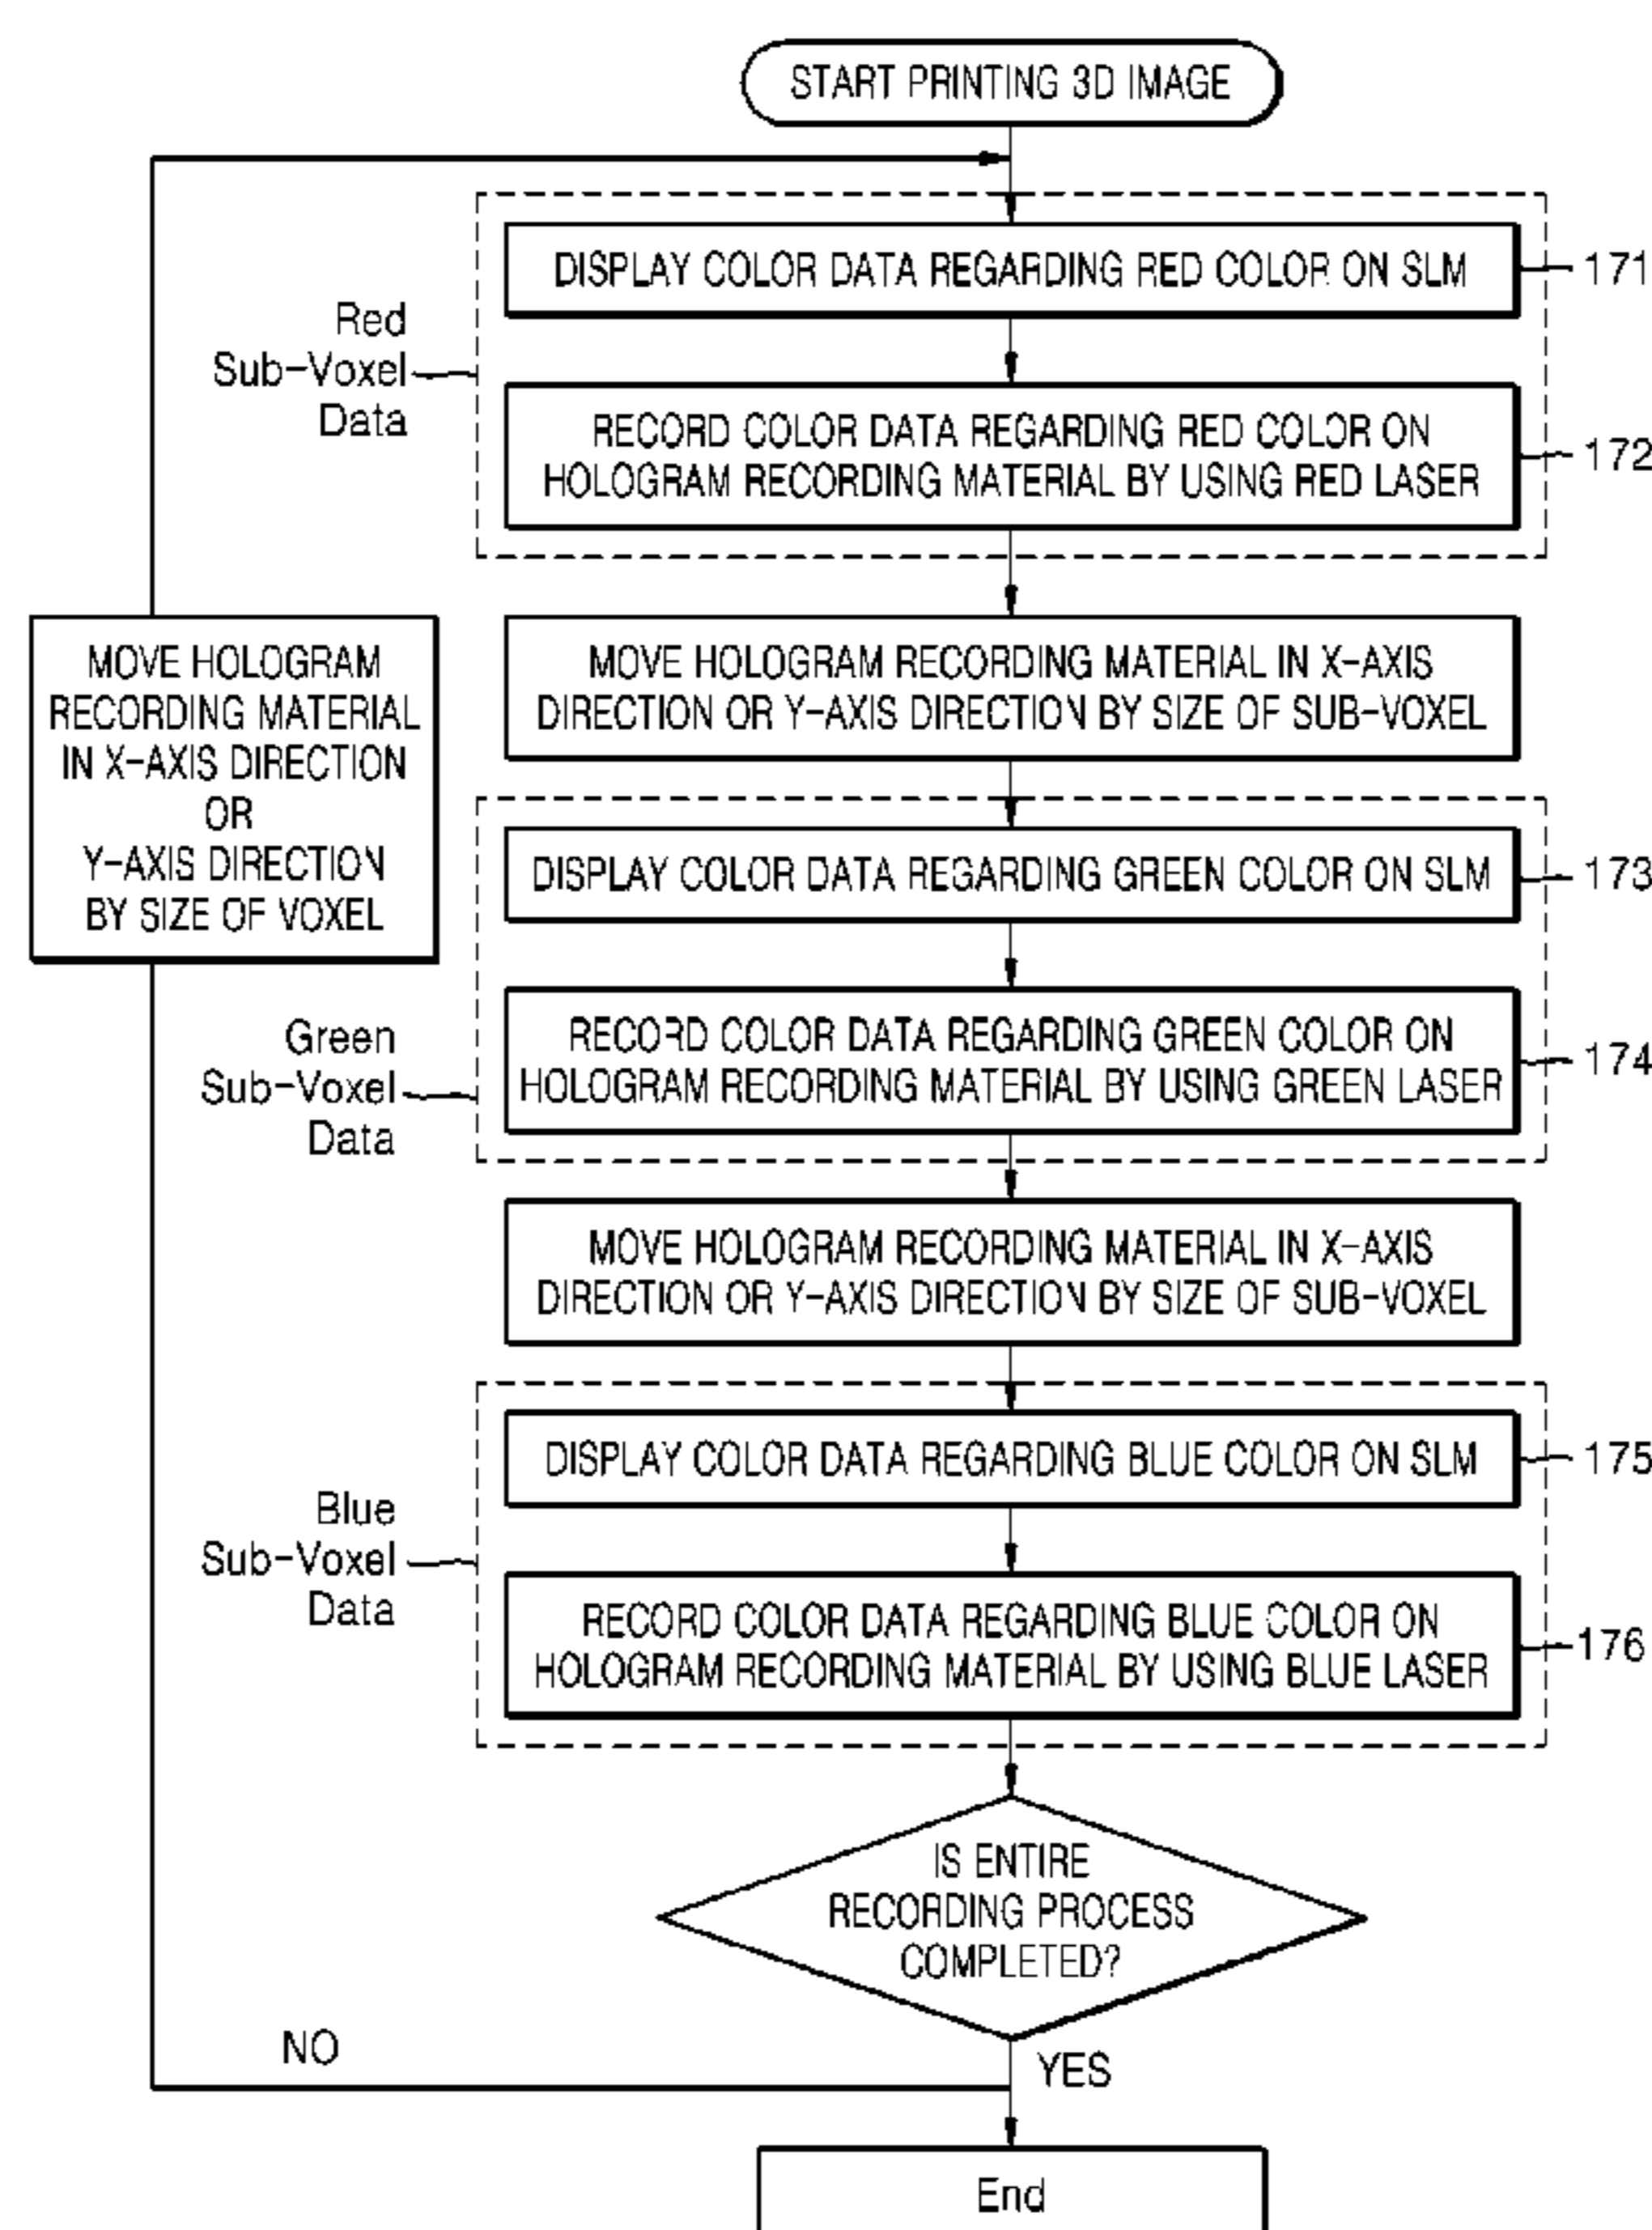 START PRINTING 3D IMAGE
DISPLAY COLOR DATA REGARDING RED COLOR ON SLM
171
Red
Sub-Voxel
Data
RECORD COLOR DATA REGARDING RED COLOR ON
HOLOGRAM RECORDING MATERIAL BY USING RED LASER
172
MOVE HOLOGRAM
RECORDING MATERIAL
IN X-AXIS DIRECTION
OR
Y-AXIS DIRECTION
BY SIZE OF VOXEL
MOVE HOLOGRAM RECORDING MATERIAL IN X-AXIS
DIRECTION OR Y-AXIS DIRECTION BY SIZE OF SUB-VOXEL
DISPLAY COLOR DATA REGARDING GREEN COLOR ON SLM
173
Green
Sub-Voxel
Data
RECORD COLOR DATA REGARDING GREEN COLOR ON
HOLOGRAM RECORDING MATERIAL BY USING GREEN LASER
174
MOVE HOLOGRAM RECORDING MATERIAL IN X-AXIS
DIRECTION OR Y-AXIS DIRECTION BY SIZE OF SUB-VOXEL
DISPLAY COLOR DATA REGARDING BLUE COLOR ON SLM
175
Blue
Sub-Voxel
Data
RECORD COLOR DATA REGARDING BLUE COLOR ON
HOLOGRAM RECORDING MATERIAL BY USING BLUE LASER
176
IS ENTIRE
RECORDING PROCESS
COMPLETED?
NO
YES
End